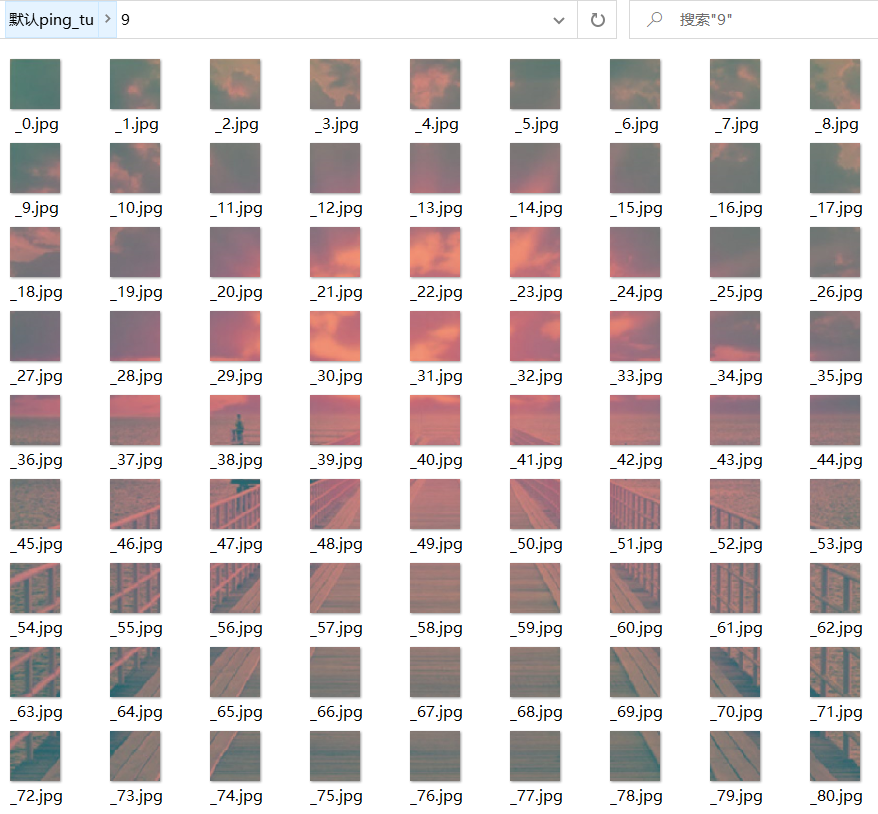 默认ping_tu > 9 搜索"9"
_0.jpg _1.jpg _2.jpg _3.jpg _4.jpg _5.jpg _6.jpg _7.jpg _8.jpg
_9.jpg _10.jpg _11.jpg _12.jpg _13.jpg _14.jpg _15.jpg _16.jpg _17.jpg
_18.jpg _19.jpg _20.jpg _21.jpg _22.jpg _23.jpg _24.jpg _25.jpg _26.jpg
_27.jpg _28.jpg _29.jpg _30.jpg _31.jpg _32.jpg _33.jpg _34.jpg _35.jpg
_36.jpg _37.jpg _38.jpg _39.jpg _40.jpg _41.jpg _42.jpg _43.jpg _44.jpg
_45.jpg _46.jpg _47.jpg _48.jpg _49.jpg _50.jpg _51.jpg _52.jpg _53.jpg
_54.jpg _55.jpg _56.jpg _57.jpg _58.jpg _59.jpg _60.jpg _61.jpg _62.jpg
_63.jpg _64.jpg _65.jpg _66.jpg _67.jpg _68.jpg _69.jpg _70.jpg _71.jpg
_72.jpg _73.jpg _74.jpg _75.jpg _76.jpg _77.jpg _78.jpg _79.jpg _80.jpg